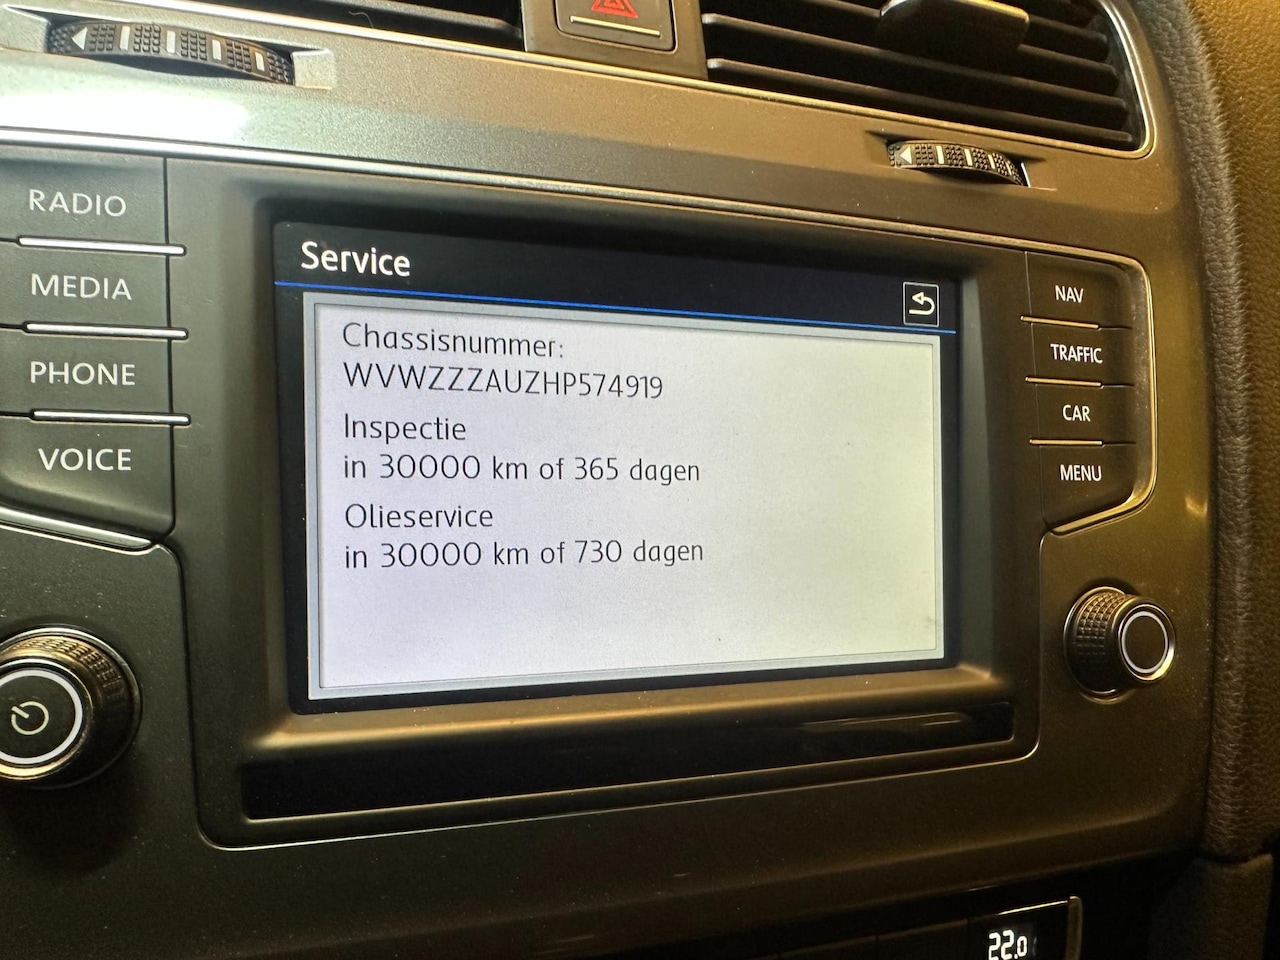 RADIO
MEDIA
PHONE
VOICE
Service
Chassisnummer:
WVWZZZAUZHP574919
Inspectie
in 30000 km of 365 dagen
Olieservice
in 30000 km of 730 dagen
NAV
TRAFFIC
CAR
MENU
22.0